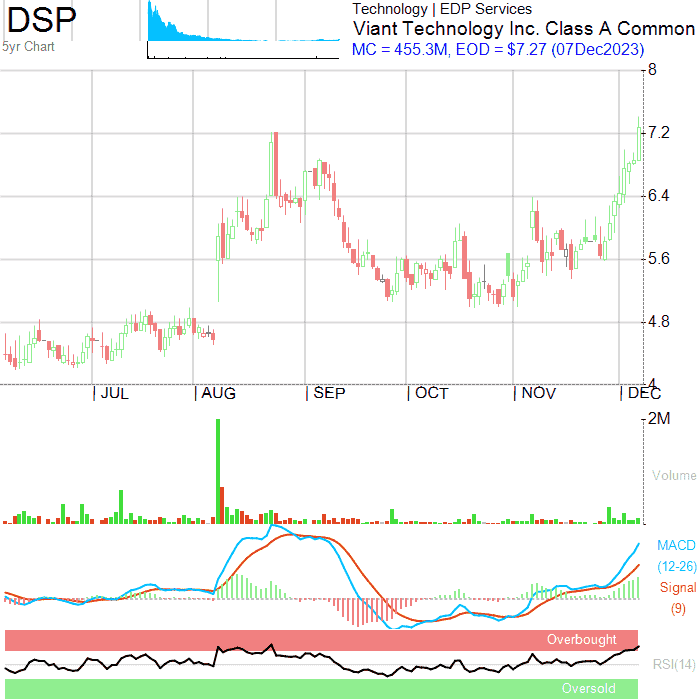 DSP
5yr Chart
Technology | EDP Services
Viant Technology Inc. Class A Common
MC = 455.3M, EOD = $7.27 (07Dec2023)
8
7.2
6.4
5.6
4.8
4
JUL
AUG
SEP
OCT
NOV
DEC
2M
Volume
MACD
(12-26)
Signal
(9)
Overbought
RSI(14)
Oversold